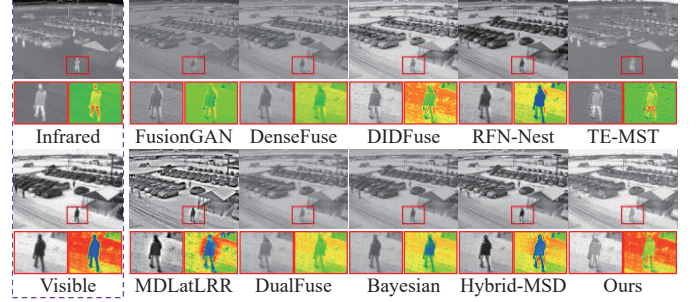 Infrared FusionGAN DenseFuse DIDFuse RFN-Nest TE-MST
Visible MDLatLRR DualFuse Bayesian Hybrid-MSD Ours